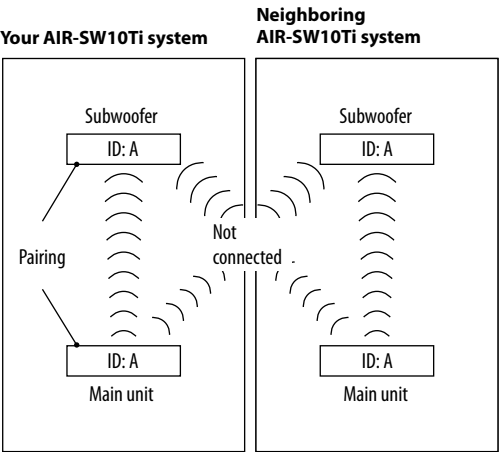 Your AIR-SW10Ti system
Neighboring
AIR-SW10Ti system
Subwoofer
ID: A
Subwoofer
ID: A
Pairing
Not
connected
ID: A
Main unit
ID: A
Main unit